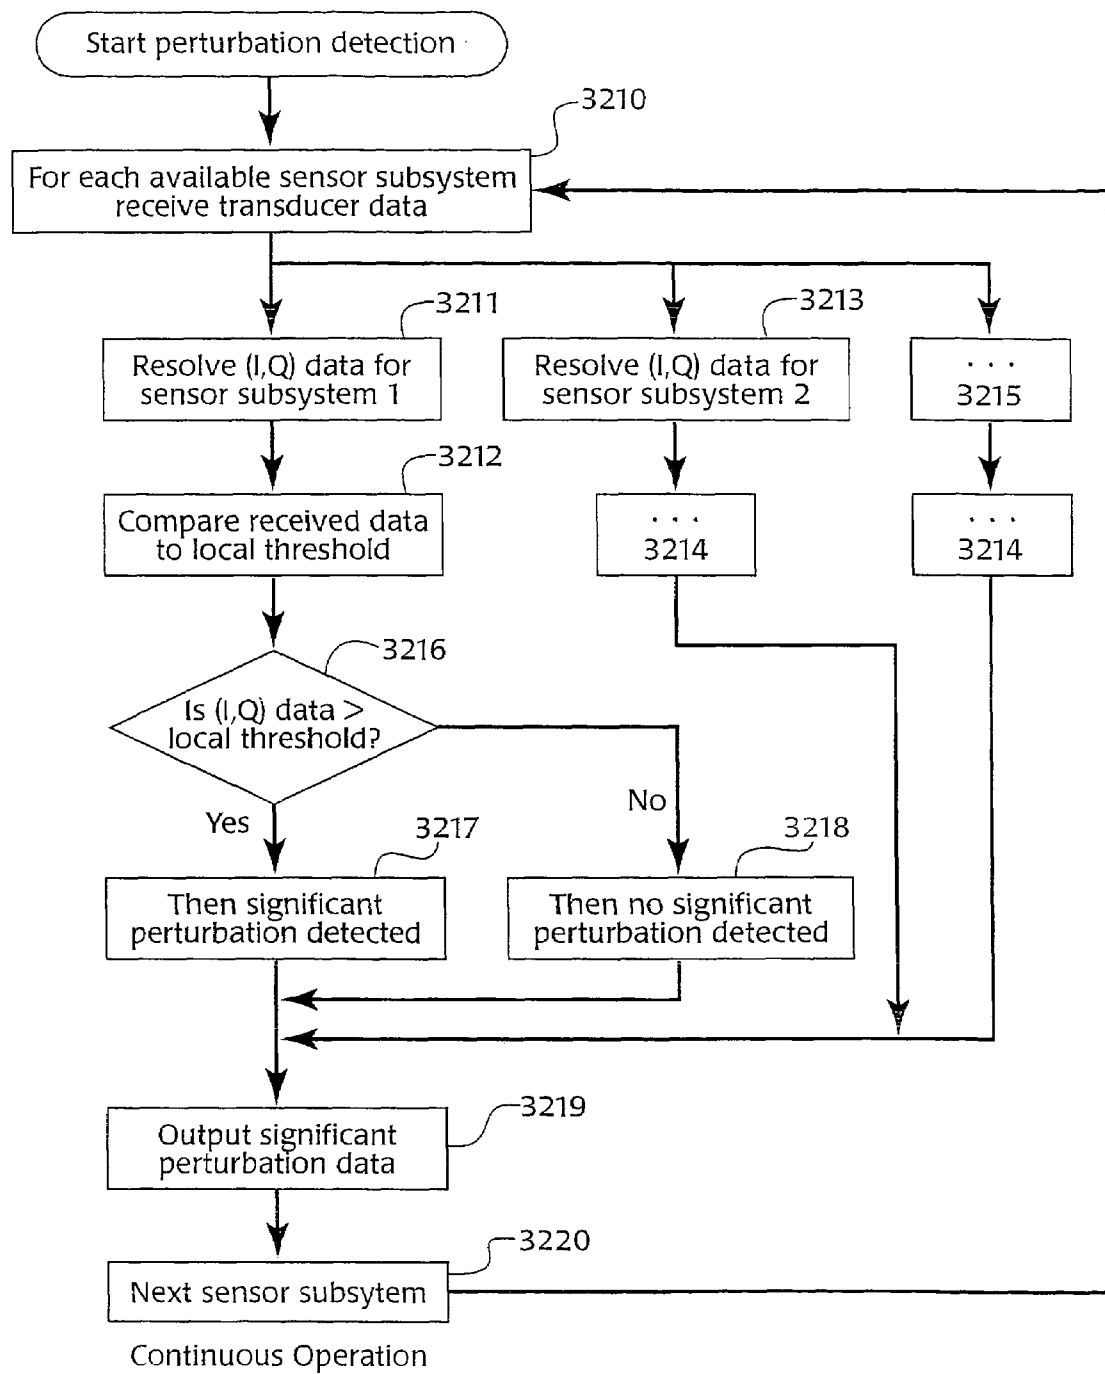 Start perturbation detection
3210
For each available sensor subsystem
receive transducer data
3211
3213
Resolve (I,Q) data for
sensor subsystem 1
Resolve (I,Q) data for
sensor subsystem 2
. . .
3215
3212
Compare received data
to local threshold
. . .
3214
. . .
3214
3216
Is (I,Q) data >
local threshold?
Yes
No
3217
3218
Then significant
perturbation detected
Then no significant
perturbation detected
3219
Output significant
perturbation data
3220
Next sensor subsytem
Continuous Operation